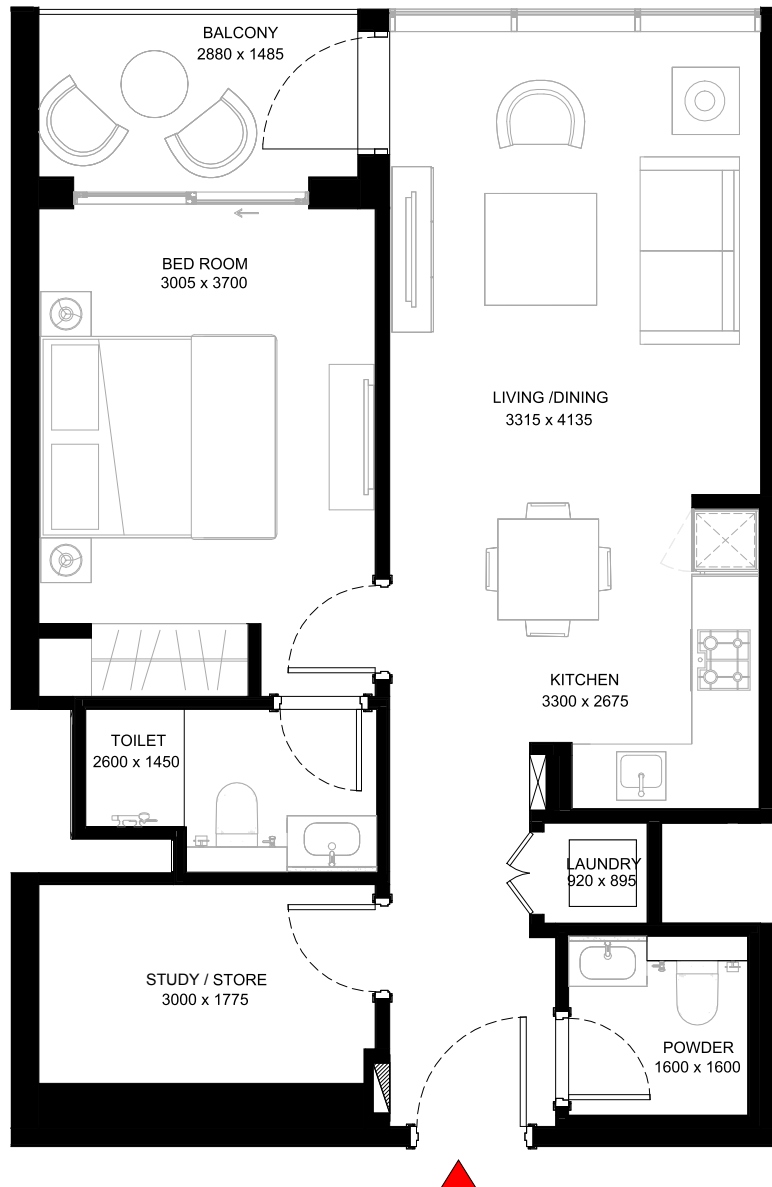 BALCONY
2880 x 1485
BED ROOM
3005 x 3700
LIVING /DINING
3315 x 4135
KITCHEN
3300 x 2675
TOILET
2600 x 1450
LAUNDRY
920 x 895
STUDY / STORE
3000 x 1775
POWDER
1600 x 1600